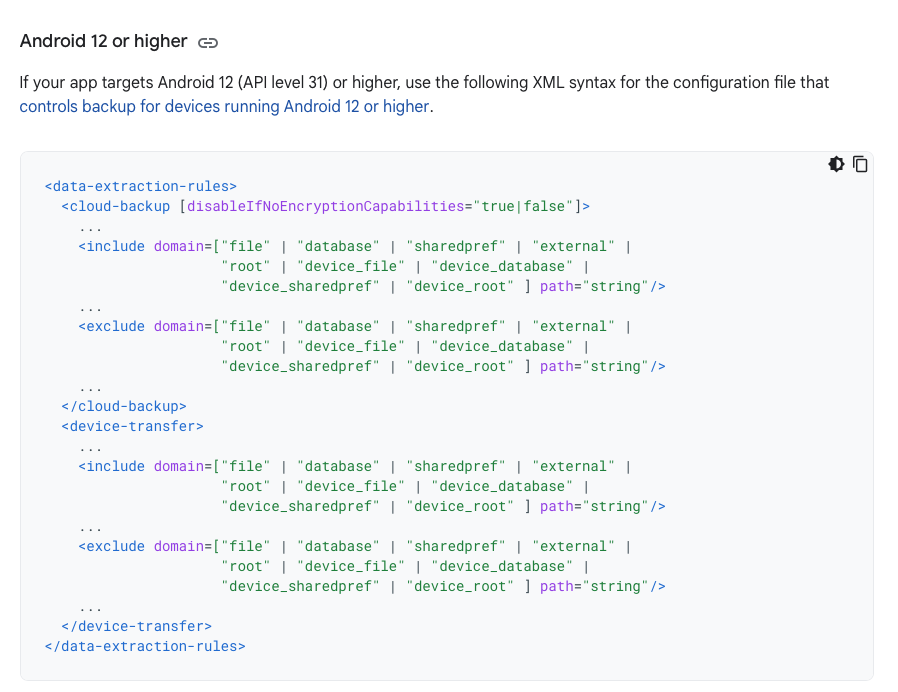 Android 12 or higher
If your app targets Android 12 (API level 31) or higher, use the following XML syntax for the configuration file that
controls backup for devices running Android 12 or higher.
<data-extraction-rules>
  <cloud-backup [disableIfNoEncryptionCapabilities="true|false"]>
    ...
    <include domain=["file" | "database" | "sharedpref" | "external" |
                     "root" | "device_file" | "device_database" |
                     "device_sharedpref" | "device_root" ] path="string"/>
    ...
    <exclude domain=["file" | "database" | "sharedpref" | "external" |
                     "root" | "device_file" | "device_database" |
                     "device_sharedpref" | "device_root" ] path="string"/>
    ...
  </cloud-backup>
  <device-transfer>
    ...
    <include domain=["file" | "database" | "sharedpref" | "external" |
                     "root" | "device_file" | "device_database" |
                     "device_sharedpref" | "device_root" ] path="string"/>
    ...
    <exclude domain=["file" | "database" | "sharedpref" | "external" |
                     "root" | "device_file" | "device_database" |
                     "device_sharedpref" | "device_root" ] path="string"/>
    ...
  </device-transfer>
</data-extraction-rules>